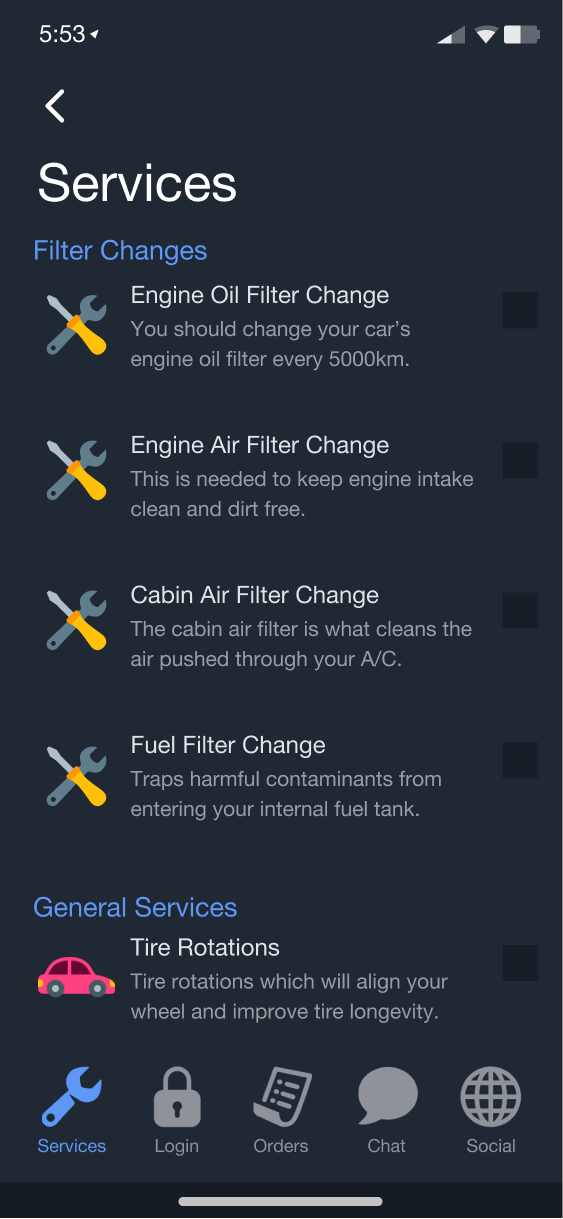 5:53
Services
Filter Changes
Engine Oil Filter Change
You should change your car’s
engine oil filter every 5000km.
Engine Air Filter Change
This is needed to keep engine intake
clean and dirt free.
Cabin Air Filter Change
The cabin air filter is what cleans the
air pushed through your A/C.
Fuel Filter Change
Traps harmful contaminants from
entering your internal fuel tank.
General Services
Tire Rotations
Tire rotations which will align your
wheel and improve tire longevity.
Services Login Orders Chat Social